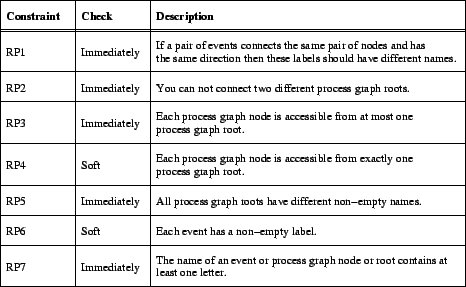 Constraint Check Description
RP1 Immediately If a pair of events connects the same pair of nodes and has
the same direction then these labels should have different names.
RP2 Immediately You can not connect two different process graph roots.
RP3 Immediately Each process graph node is accessible from at most one
process graph root.
RP4 Soft Each process graph node is accessible from exactly one
process graph root.
RP5 Immediately All process graph roots have different non–empty names.
RP6 Soft Each event has a non–empty label.
RP7 Immediately The name of an event or process graph node or root contains at
least one letter.